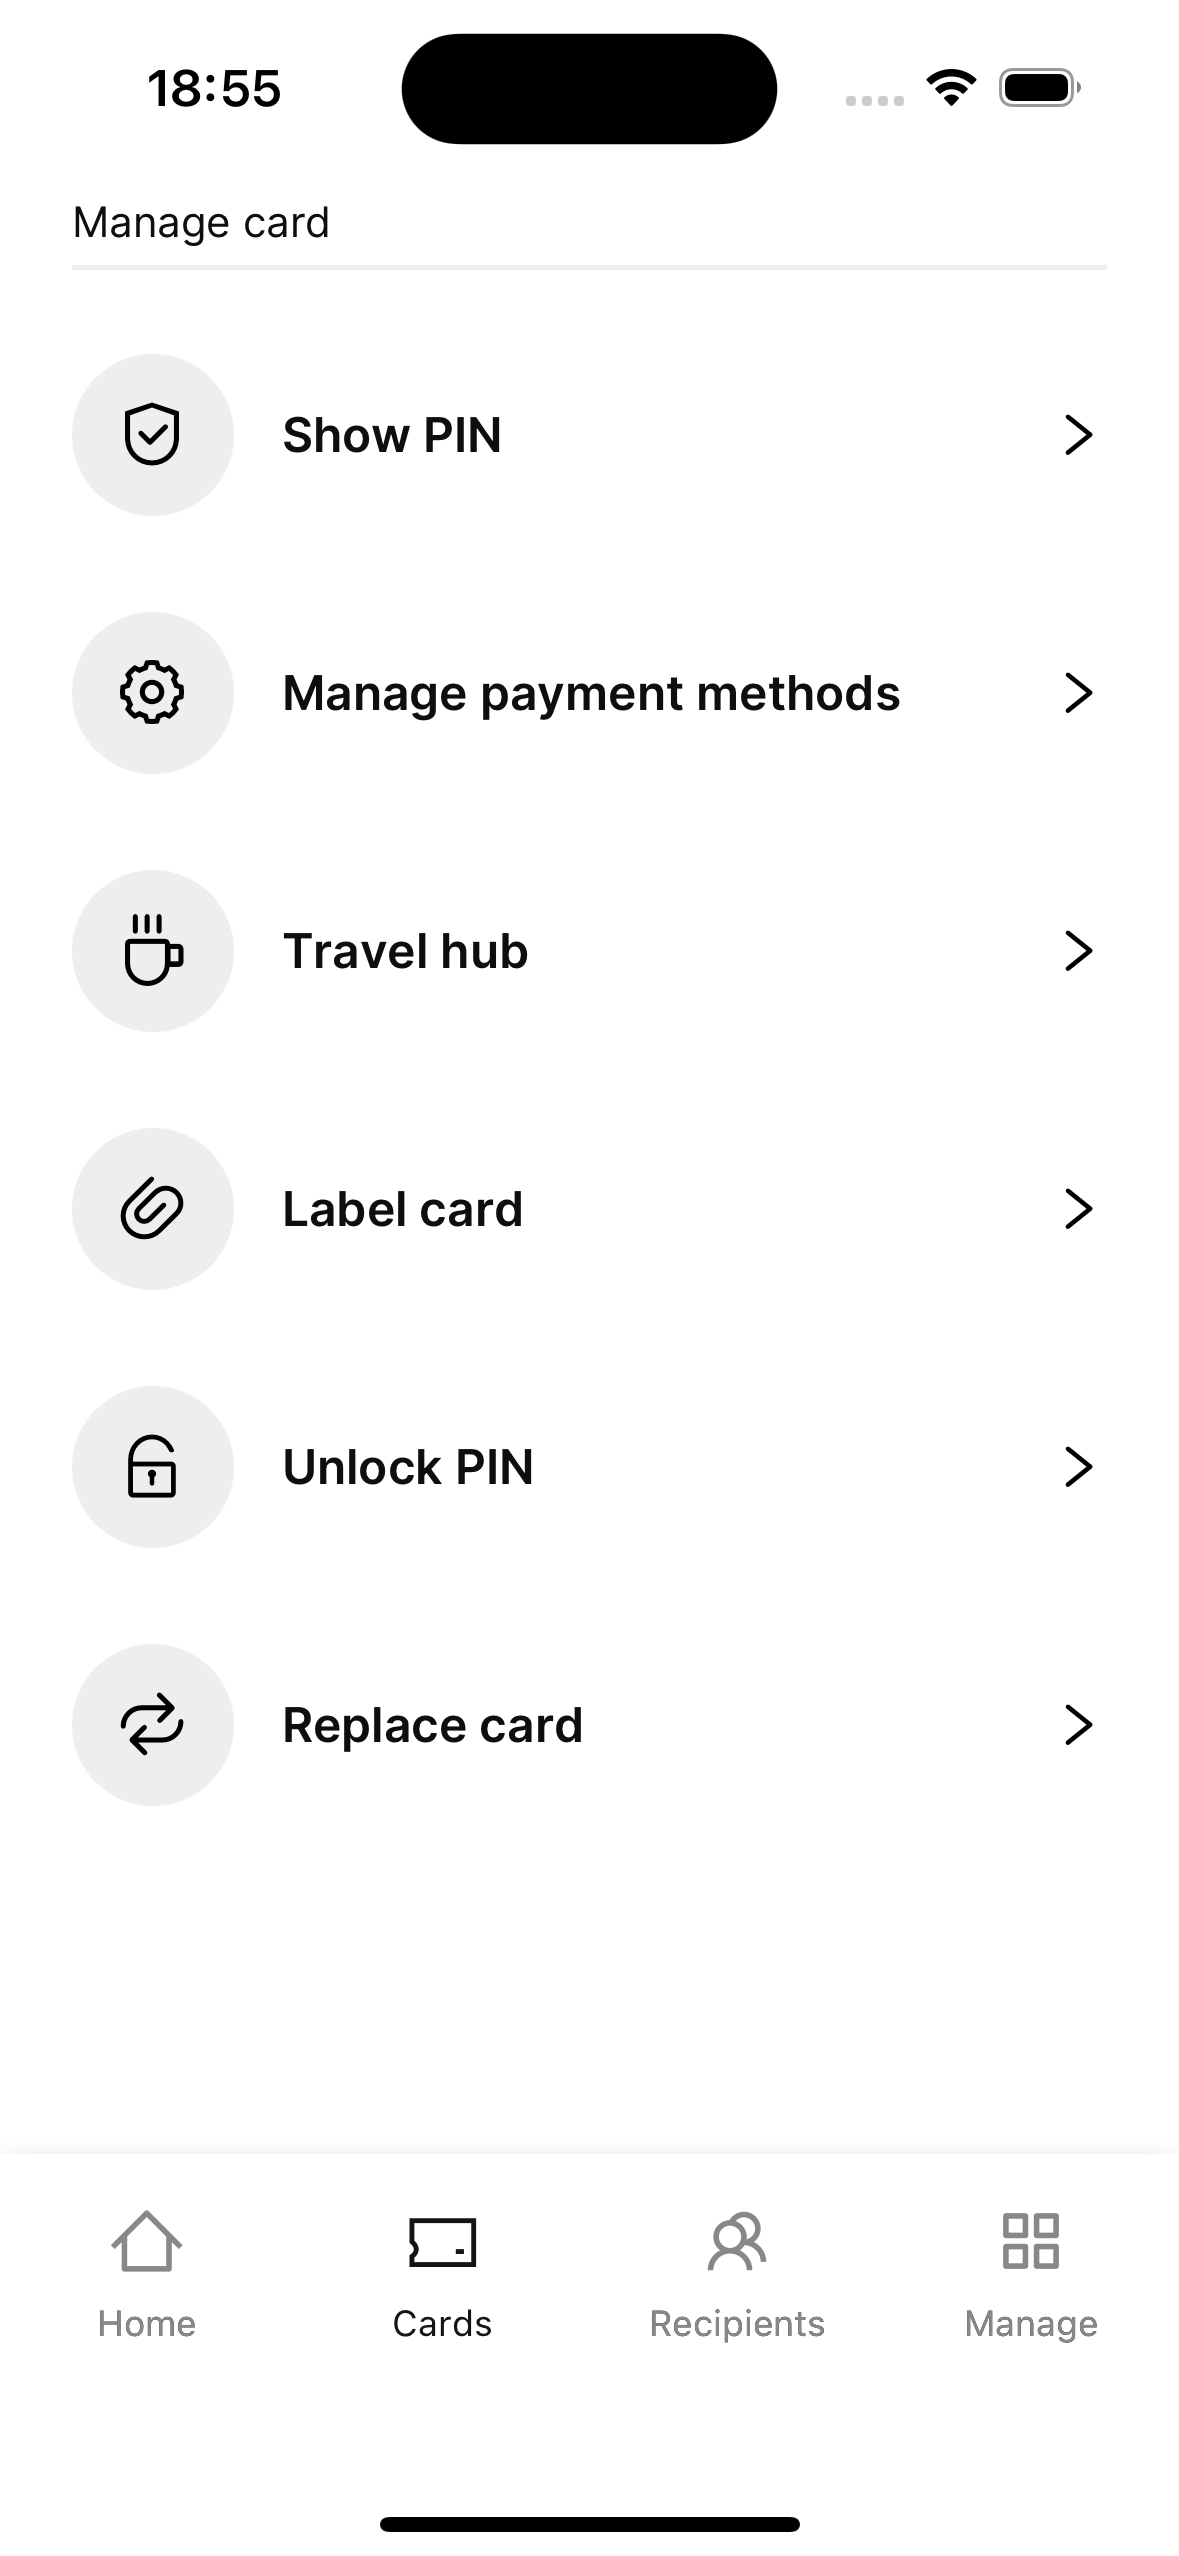 18:55
Manage card
Show PIN
Manage payment methods
Travel hub
Label card
Unlock PIN
Replace card
Home
Cards
Recipients
Manage